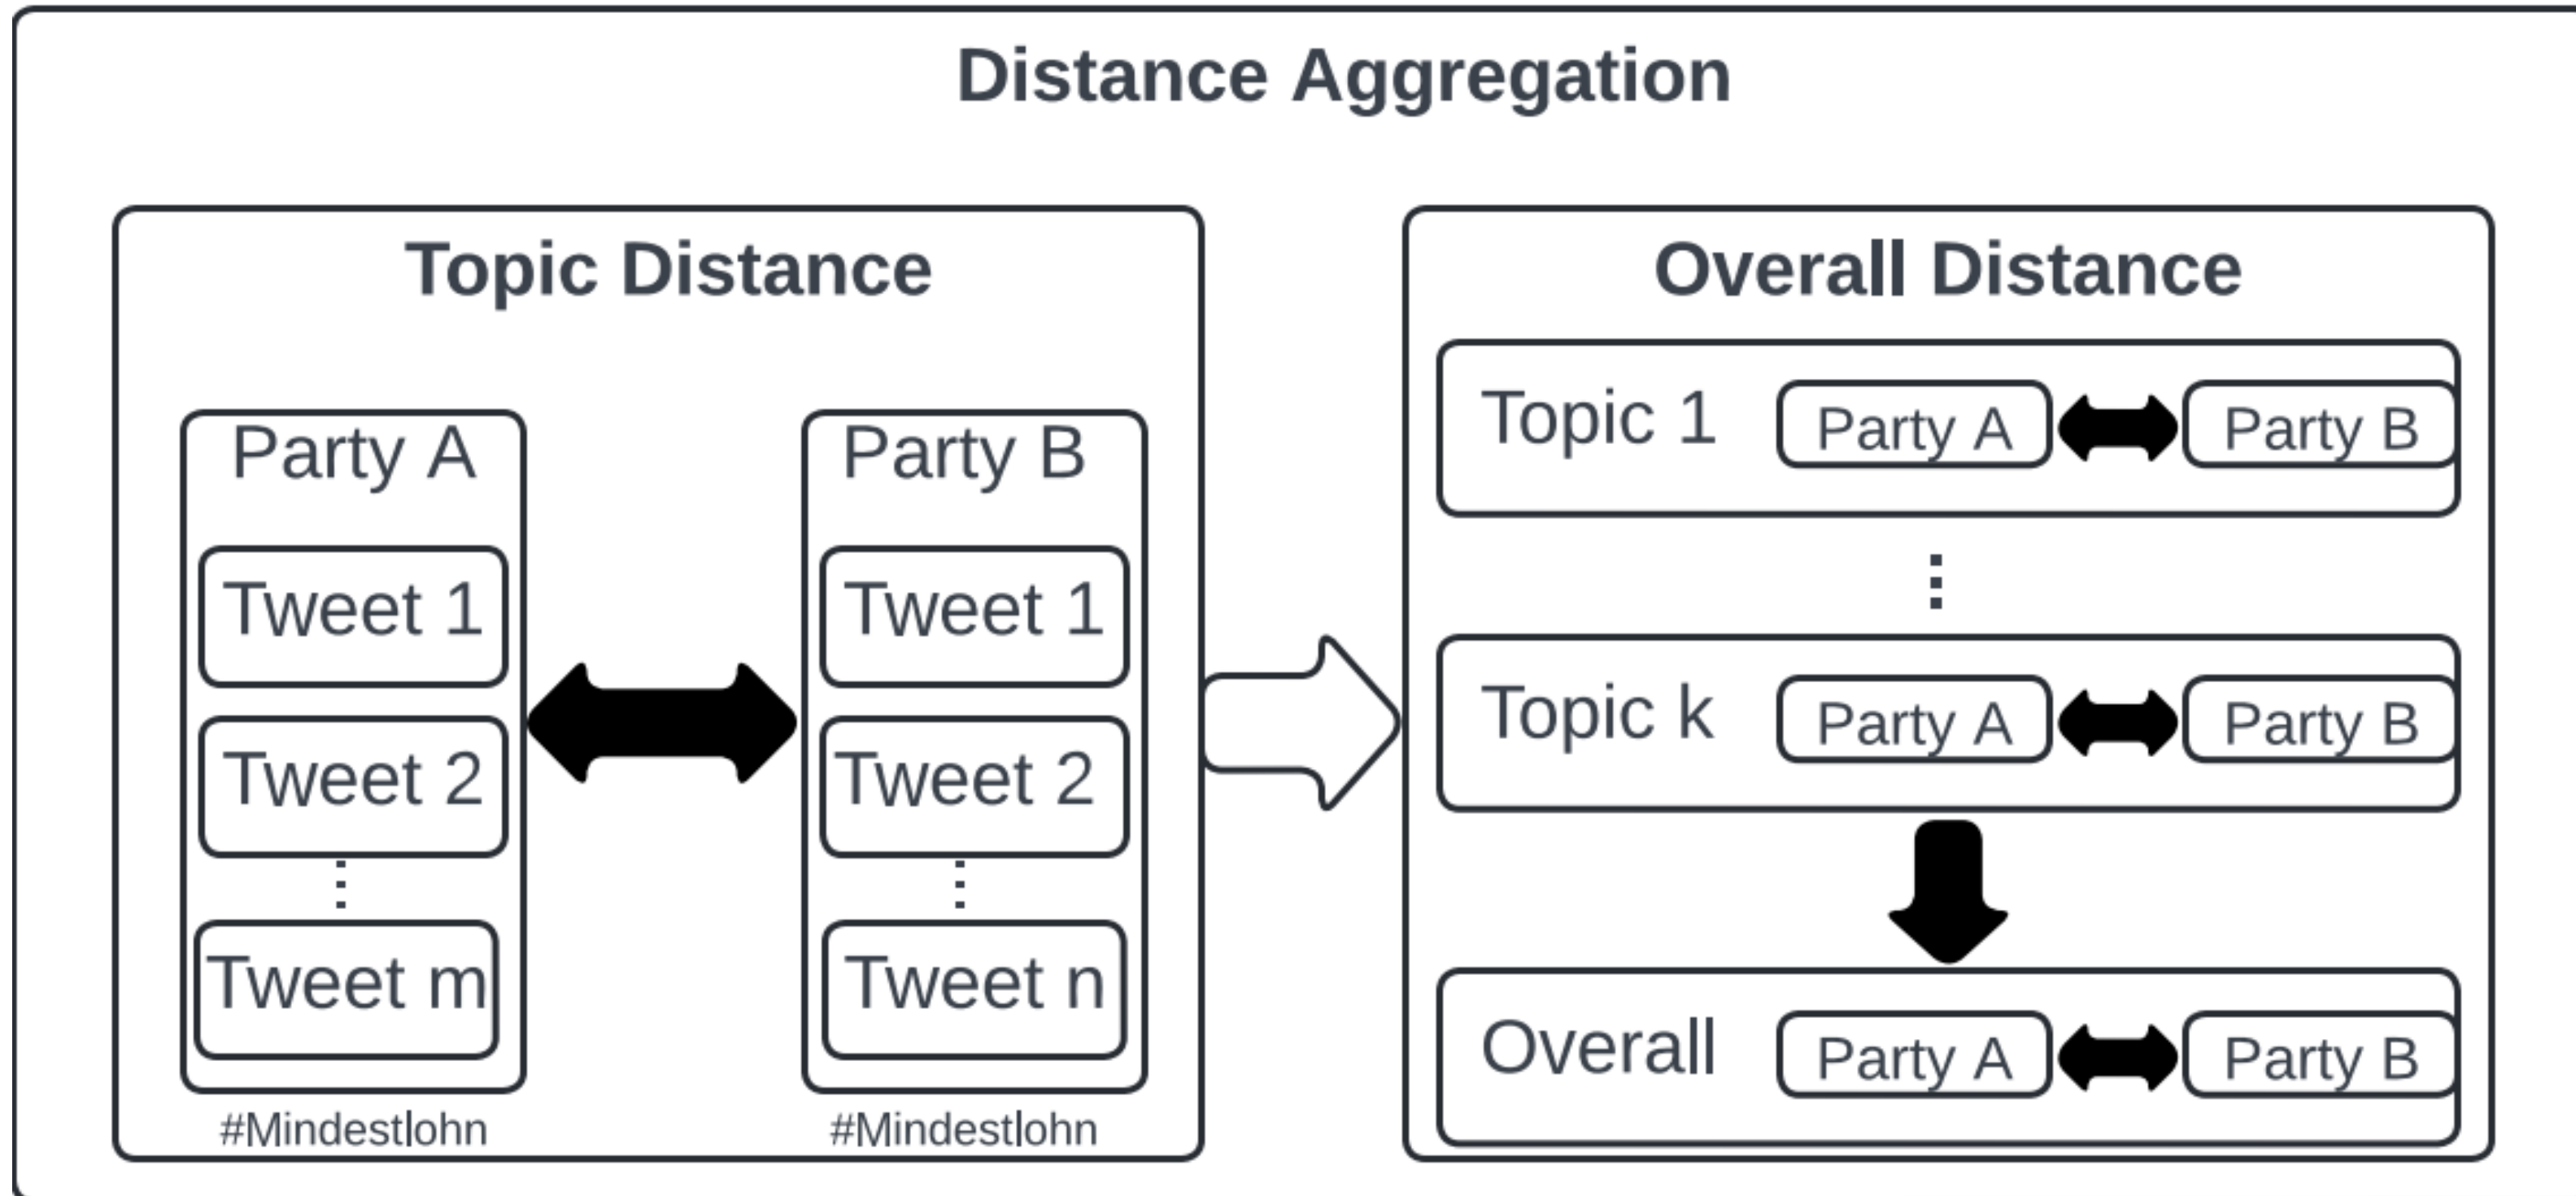 Distance Aggregation
Topic Distance
Party A
Tweet 1
Tweet 2
Tweet m
#Mindestlohn
Party B
Tweet 1
Tweet 2
Tweet n
#Mindestlohn
Overall Distance
Topic 1 Party A Party B
Topic k Party A Party B
Overall Party A Party B